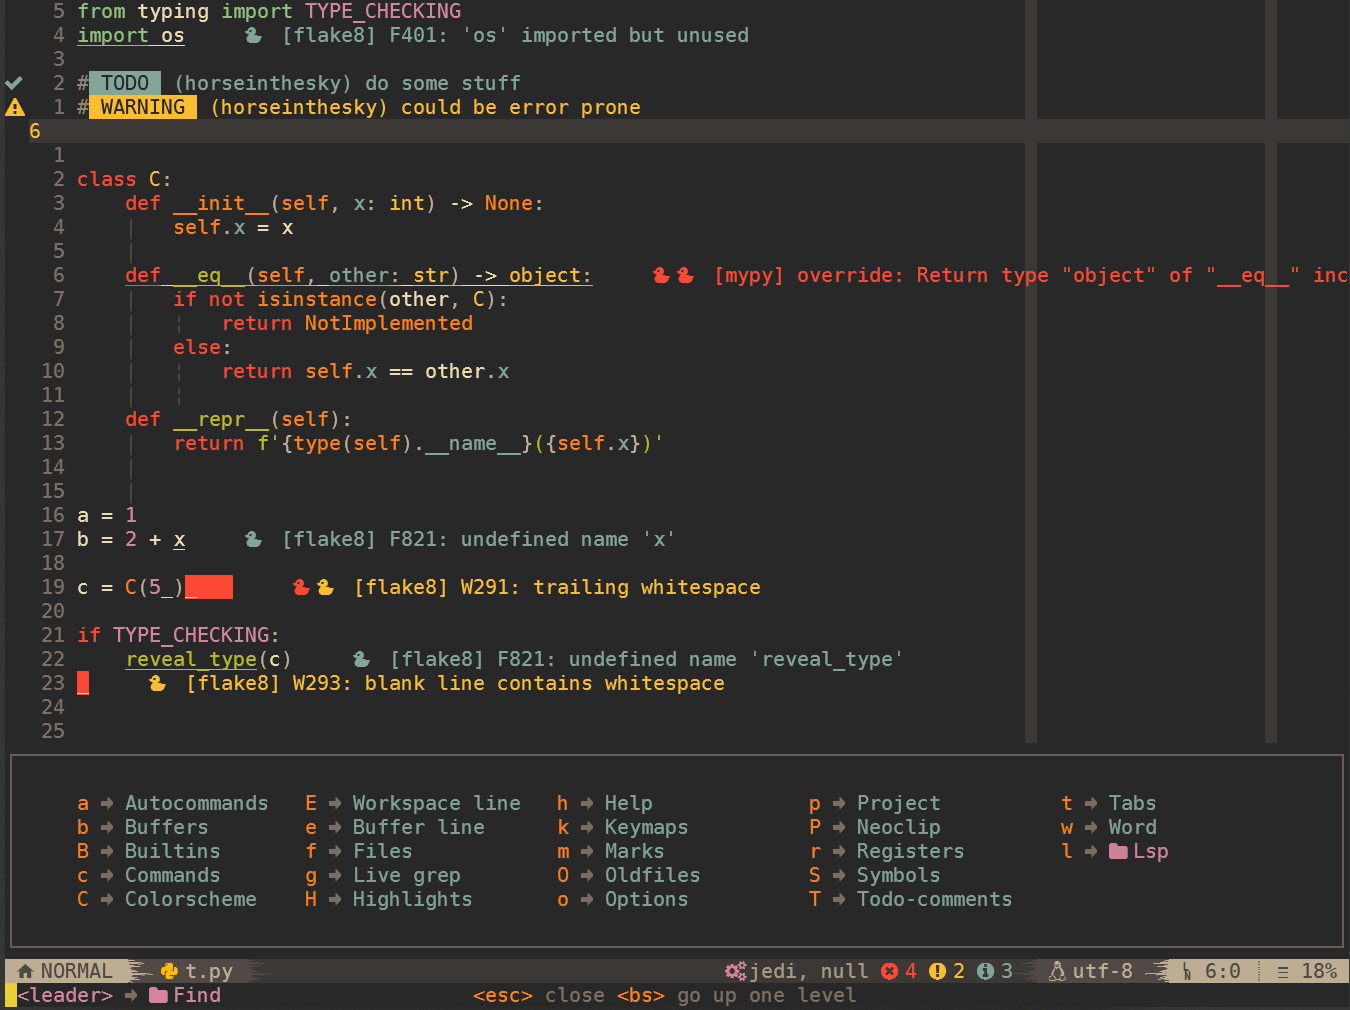 5 from typing import TYPE_CHECKING
4 import os [flake8] F401: 'os' imported but unused
3
2 # TODO (horseinthesky) do some stuff
1 # WARNING (horseinthesky) could be error prone
6
1
2 class C:
3 def __init__(self, x: int) -> None:
4 self.x = x
5
6 def __eq__(self, other: str) -> object: [mypy] override: Return type "object" of "__eq__" inc
7 if not isinstance(other, C):
8 return NotImplemented
9 else:
10 return self.x == other.x
11
12 def __repr__(self):
13 return f'{type(self).__name__}({self.x})'
14
15
16 a = 1
17 b = 2 + x [flake8] F821: undefined name 'x'
18
19 c = C(5_)_ [flake8] W291: trailing whitespace
20
21 if TYPE_CHECKING:
22 reveal_type(c) [flake8] F821: undefined name 'reveal_type'
23 _ [flake8] W293: blank line contains whitespace
24
25
a → Autocommands E → Workspace line h → Help p → Project t → Tabs
b → Buffers e → Buffer line k → Keymaps P → Neoclip w → Word
B → Builtins f → Files m → Marks r → Registers l → Lsp
c → Commands g → Live grep O → Oldfiles S → Symbols
C → Colorscheme H → Highlights o → Options T → Todo-comments
NORMAL t.py jedi, null 4 2 3 utf-8 LN 6:0 ☰ 18%
<leader> → Find <esc> close <bs> go up one level